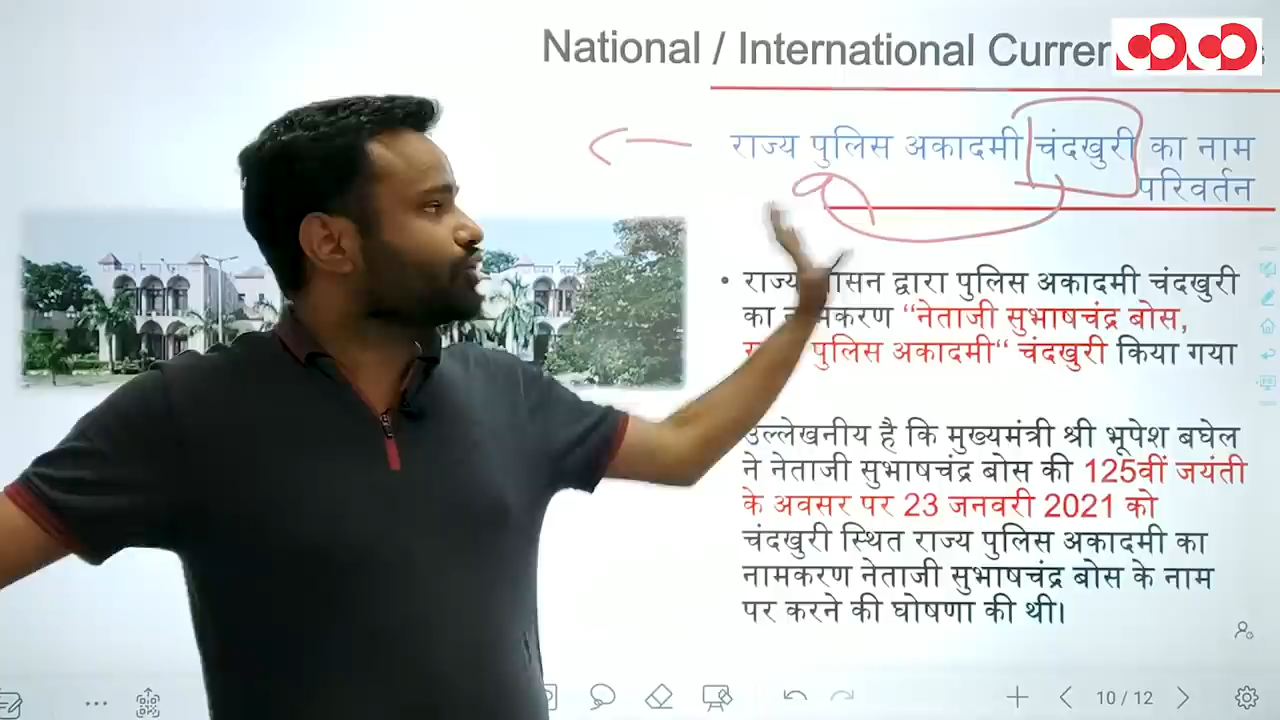 National / International Curren
राज्य पुलिस अकादमी चंदखुरी का नाम
परिवर्तन
• राज्य द्वारा पुलिस अकादमी चंदखुरी
का "नेताजी सुभाषचंद्र बोस,
पुलिस अकादमी" चंदखुरी किया गया
उल्लेखनीय है कि मुख्यमंत्री श्री भूपेश बघेल
ने नेताजी सुभाषचंद्र बोस की 125वीं जयंती
के अवसर पर 23 जनवरी 2021 को
चंदखुरी स्थित राज्य पुलिस अकादमी का
नामकरण नेताजी सुभाषचंद्र बोस के नाम
पर करने की घोषणा की थी।
10 / 12